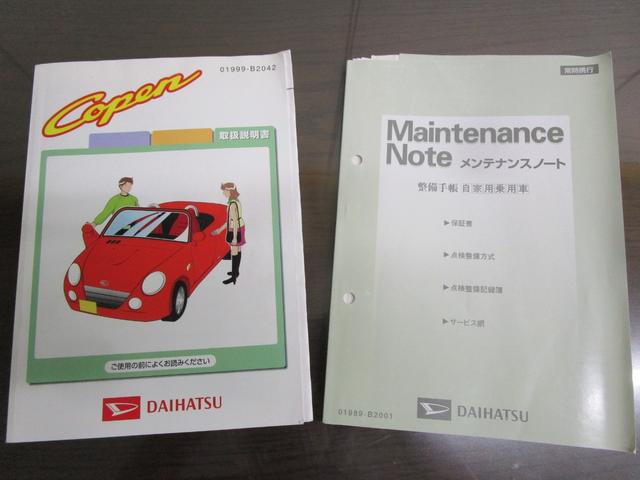 01999-B2042
Copen
取扱説明書
ご使用の前によくお読みください
DAIHATSU
常時携行
Maintenance
Note メンテナンスノート
整備手帳 自家用乗用車
▶保証書
▶点検整備方式
▶点検整備記録簿
▶サービス網
01989-B2001
DAIHATSU